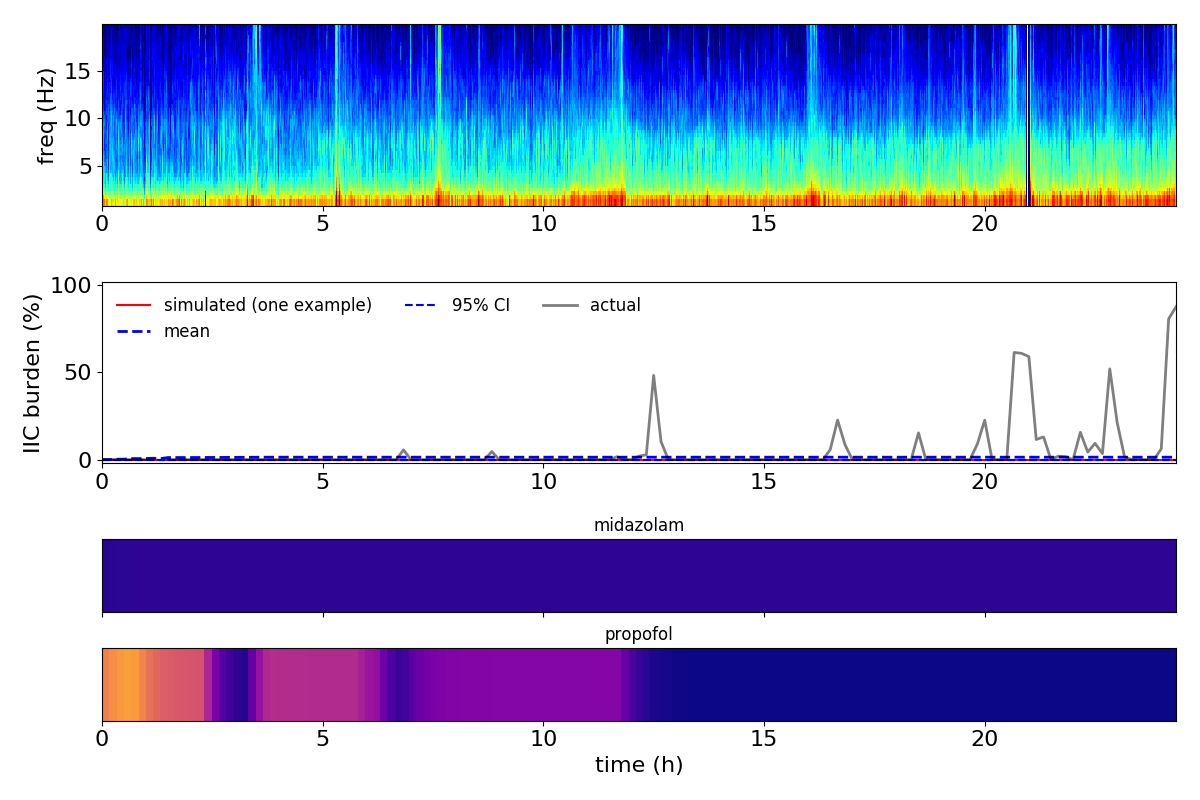 freq (Hz)
15
10
5
0 5 10 15 20
IIC burden (%)
100
50
0
simulated (one example) 95% CI actual
mean
0 5 10 15 20
midazolam
propofol
0 5 10 15 20
time (h)